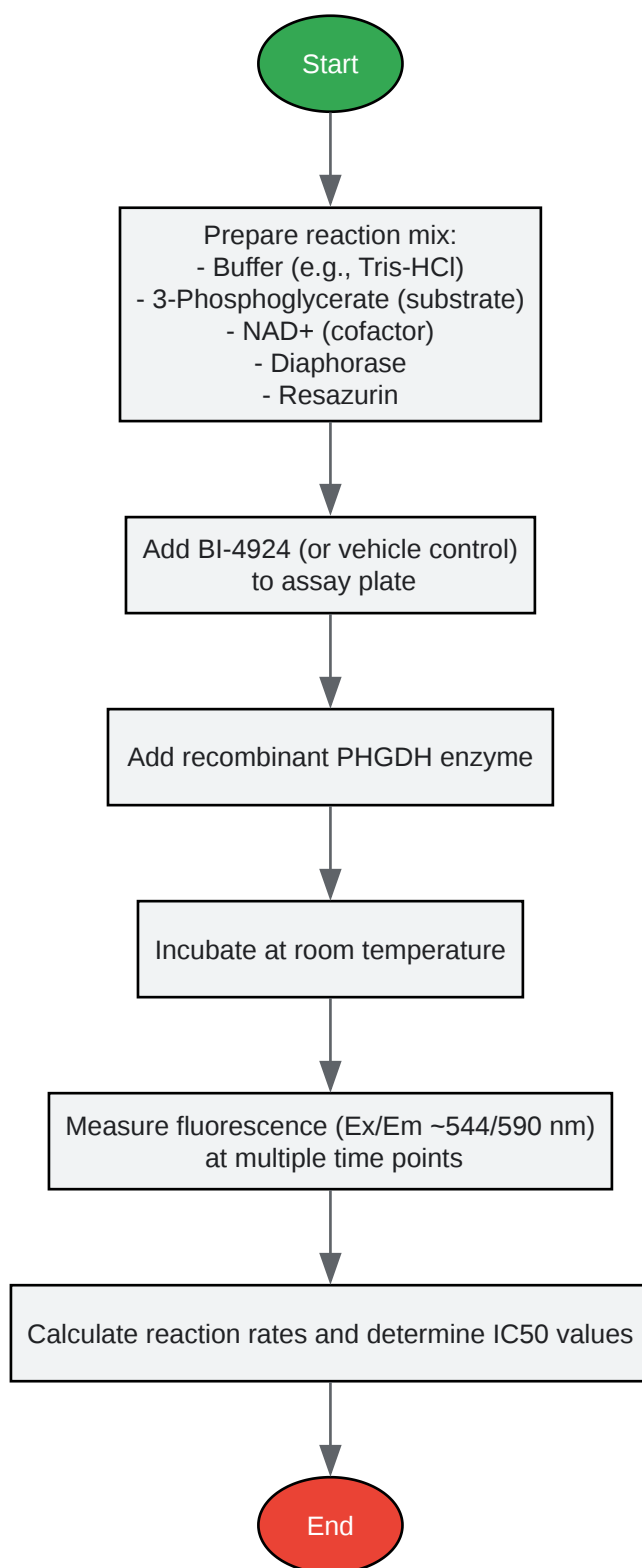 Start
Prepare reaction mix:
- Buffer (e.g., Tris-HCl)
- 3-Phosphoglycerate (substrate)
- NAD+ (cofactor)
- Diaphorase
- Resazurin
Add BI-4924 (or vehicle control)
to assay plate
Add recombinant PHGDH enzyme
Incubate at room temperature
Measure fluorescence (Ex/Em ~544/590 nm)
at multiple time points
Calculate reaction rates and determine IC50 values
End